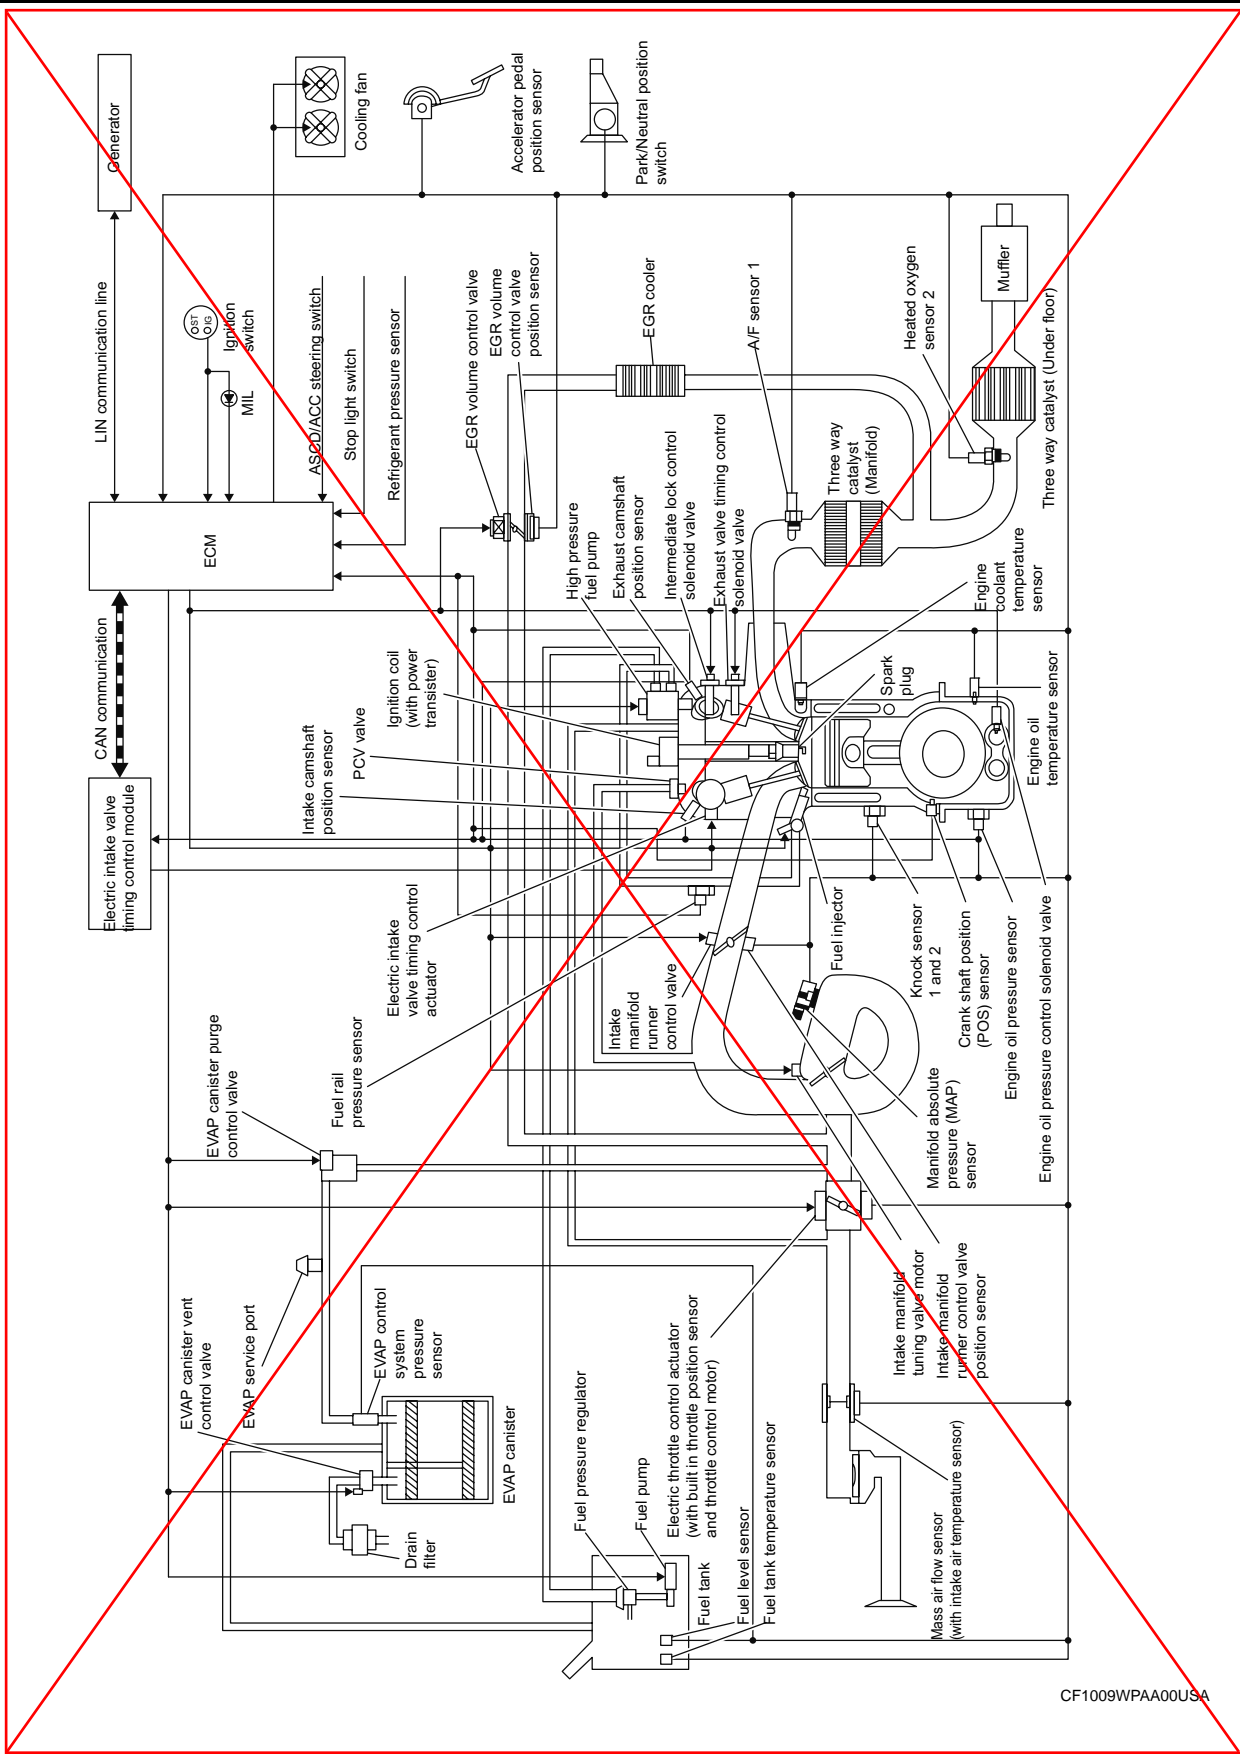 Generator
Cooling fan
Accelerator pedal
position sensor
Park/Neutral position
switch
LIN communication line
ST
IG
Ignition
switch
MIL
ASCD/ACC steering switch
Stop light switch
Refrigerant pressure sensor
EGR volume control valve
EGR volume
control valve
position sensor
EGR cooler
A/F sensor 1
Heated oxygen
sensor 2
Muffler
Three way catalyst (Under floor)
ECM
CAN communication
Electric intake valve
timing control module
Intake camshaft
position sensor
PCV valve
Ignition coil
(with power
transister)
High pressure
fuel pump
Exhaust camshaft
position sensor
Intermediate lock control
solenoid valve
Exhaust valve timing control
solenoid valve
Three way
catalyst
(Manifold)
Spark
plug
Engine
coolant
temperature
sensor
Engine oil
temperature sensor
EVAP canister purge
control valve
Fuel rail
pressure sensor
Electric intake
valve timing control
actuator
Intake
manifold
runner
control valve
Fuel injector
Knock sensor
1 and 2
Crank shaft position
(POS) sensor
Engine oil pressure sensor
Engine oil pressure control solenoid valve
Manifold absolute
pressure (MAP)
sensor
EVAP canister vent
control valve
EVAP service port
EVAP control
system
pressure
sensor
EVAP canister
Drain
filter
Fuel pressure regulator
Fuel pump
Electric throttle control actuator
(with built in throttle position sensor
and throttle control motor)
Fuel tank
Fuel level sensor
Fuel tank temperature sensor
Intake manifold
tuning valve motor
Intake manifold
runner control valve
position sensor
Mass air flow sensor
(with intake air temperature sensor)
CF1009WPAA00USA